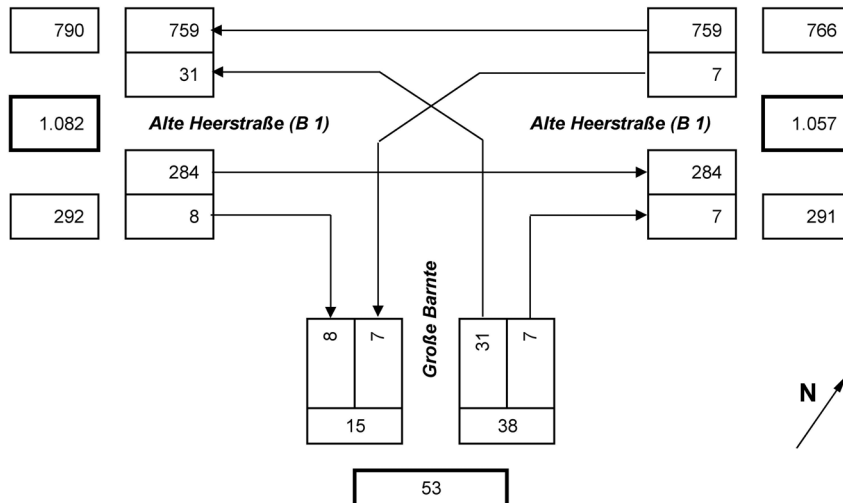 790 759 759 766
31 7
1.082 Alte Heerstraße (B 1) Alte Heerstraße (B 1) 1.057
284 284
292 8 7 291
Große Barnte
8 7 31 7
15 38
N
53